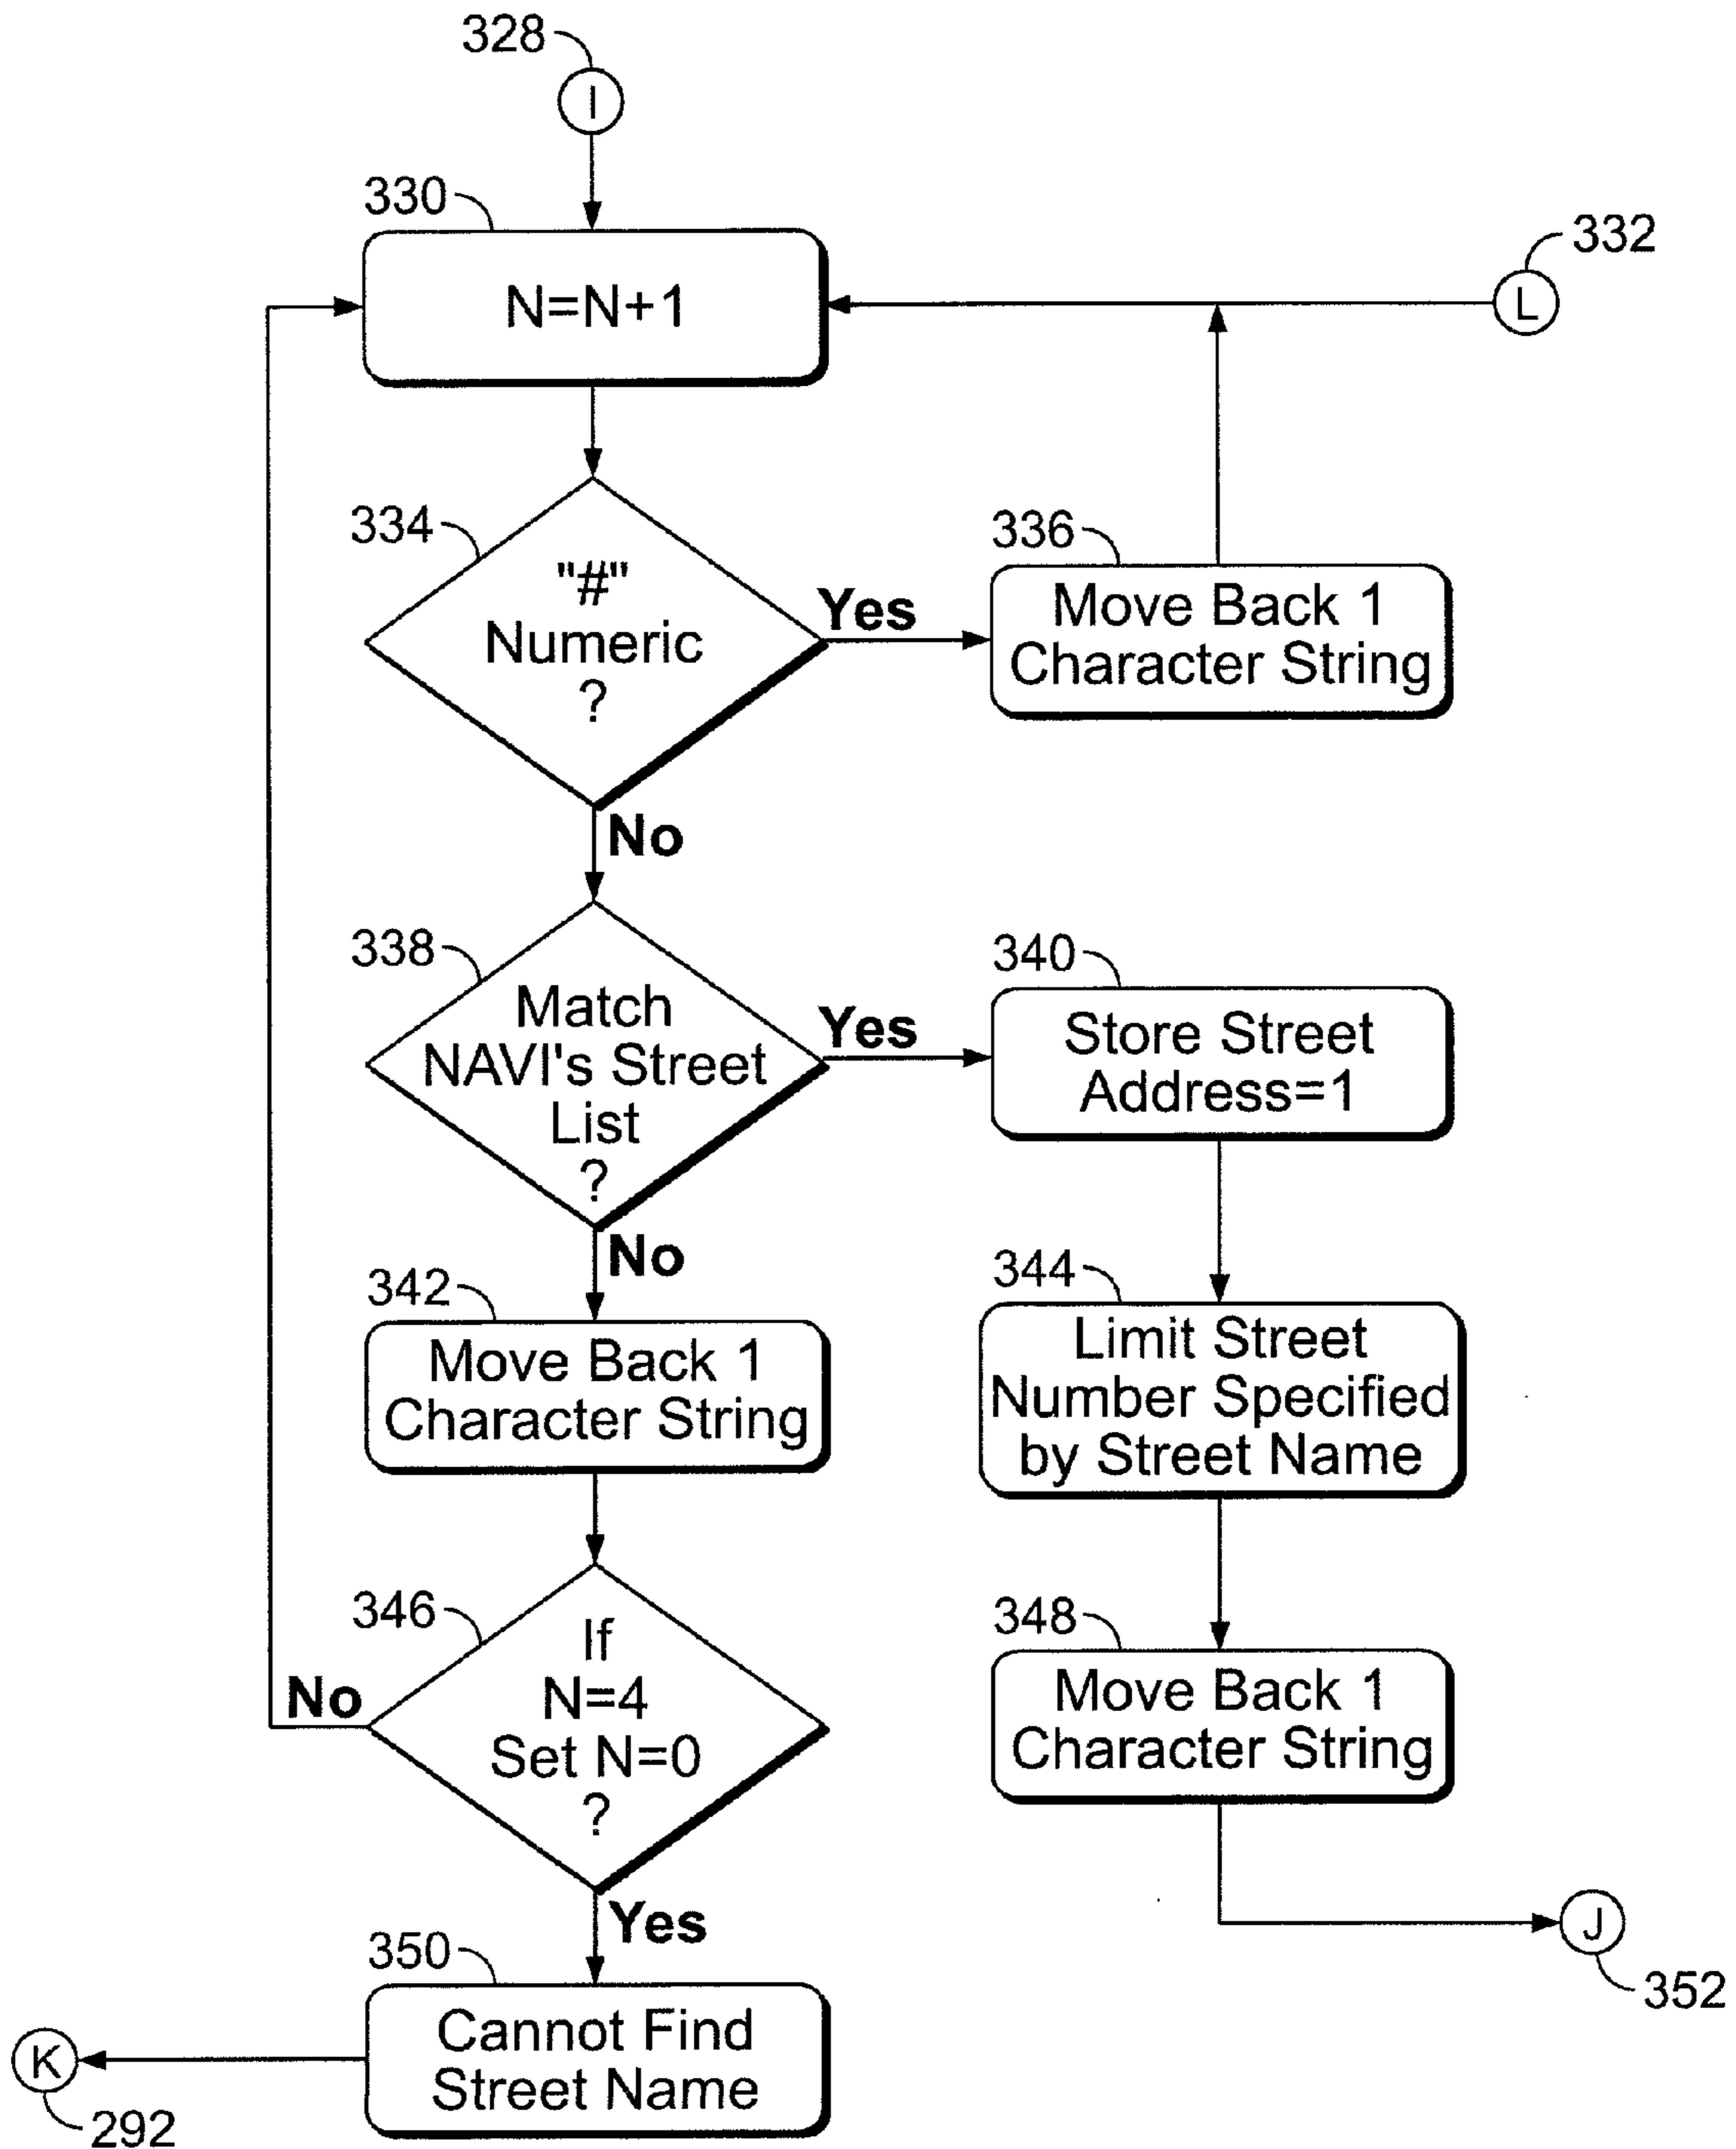 328
I
330
N=N+1
332
L
334
"#"
Numeric
?
Yes
336
Move Back 1
Character String
No
338
Match
NAVI's Street
List
?
Yes
340
Store Street
Address=1
No
342
Move Back 1
Character String
344
Limit Street
Number Specified
by Street Name
346
If
N=4
Set N=0
?
No
348
Move Back 1
Character String
Yes
350
Cannot Find
Street Name
J
352
K
292